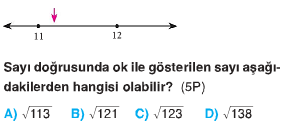 11 12
Sayı doğrusunda ok ile gösterilen sayı aşağı-
dakilerden hangisi olabilir? (5P)
A) √113 B) √121 C) √123 D) √138